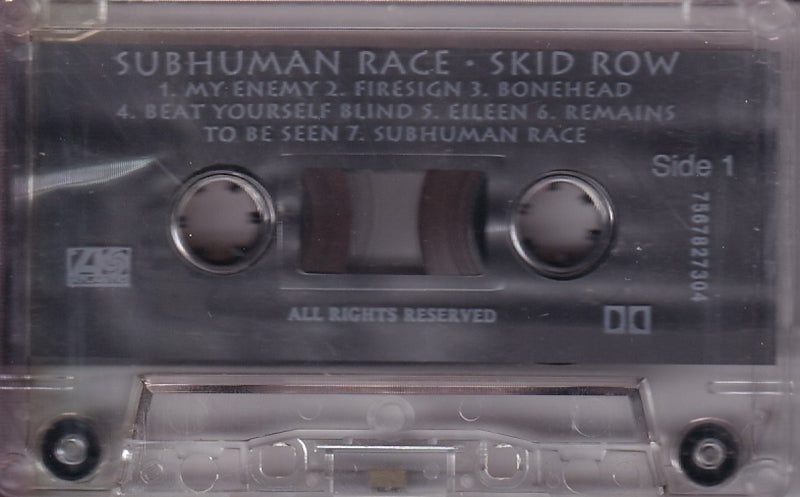 SUBHUMAN RACE · SKID ROW
1. MY ENEMY 2. FIRESIGN 3. BONEHEAD
4. BEAT YOURSELF BLIND 5. EILEEN 6. REMAINS
TO BE SEEN 7. SUBHUMAN RACE
Side 1
7567827304
ATLANTIC
ALL RIGHTS RESERVED